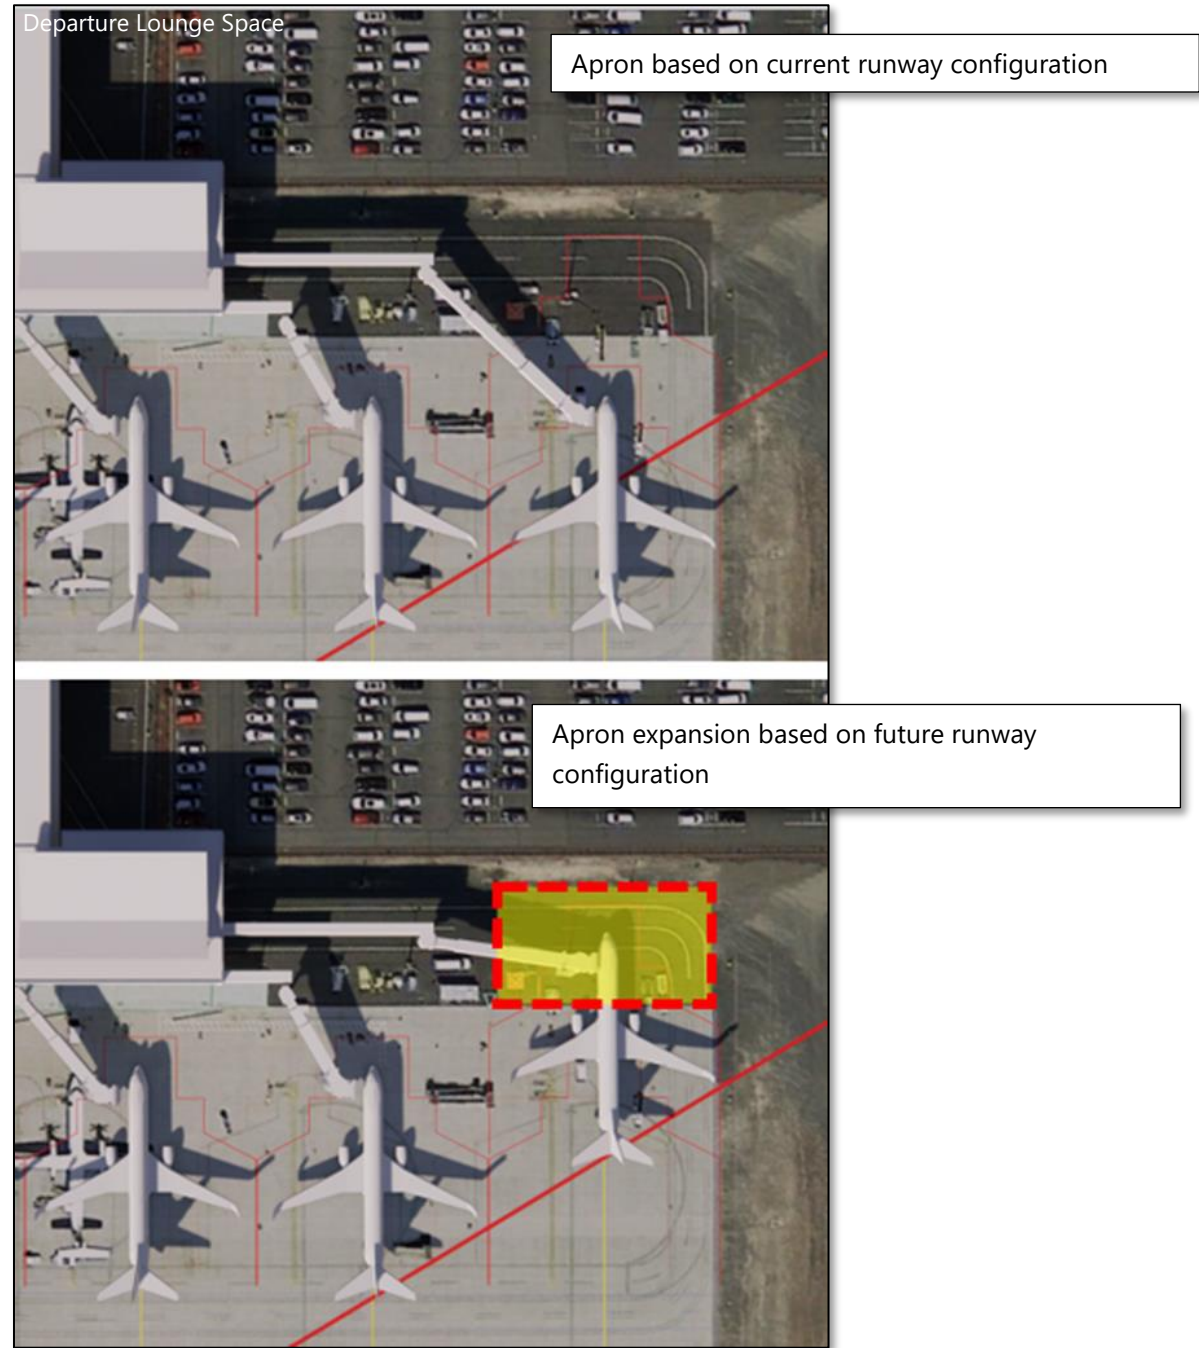 Departure Lounge Space
Apron based on current runway configuration
Apron expansion based on future runway
configuration